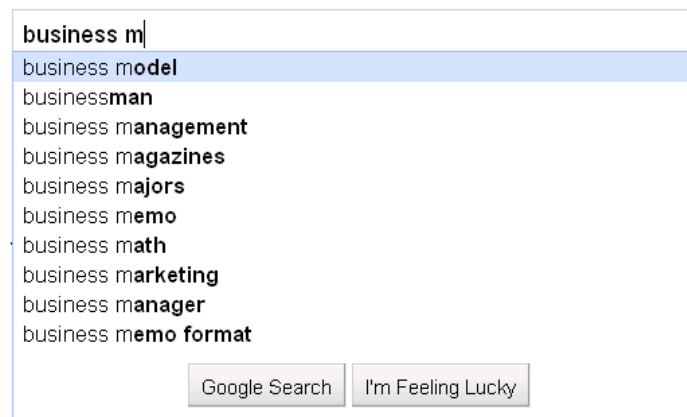 business m
business model
businessman
business management
business magazines
business majors
business memo
business math
business marketing
business manager
business memo format
Google Search I'm Feeling Lucky